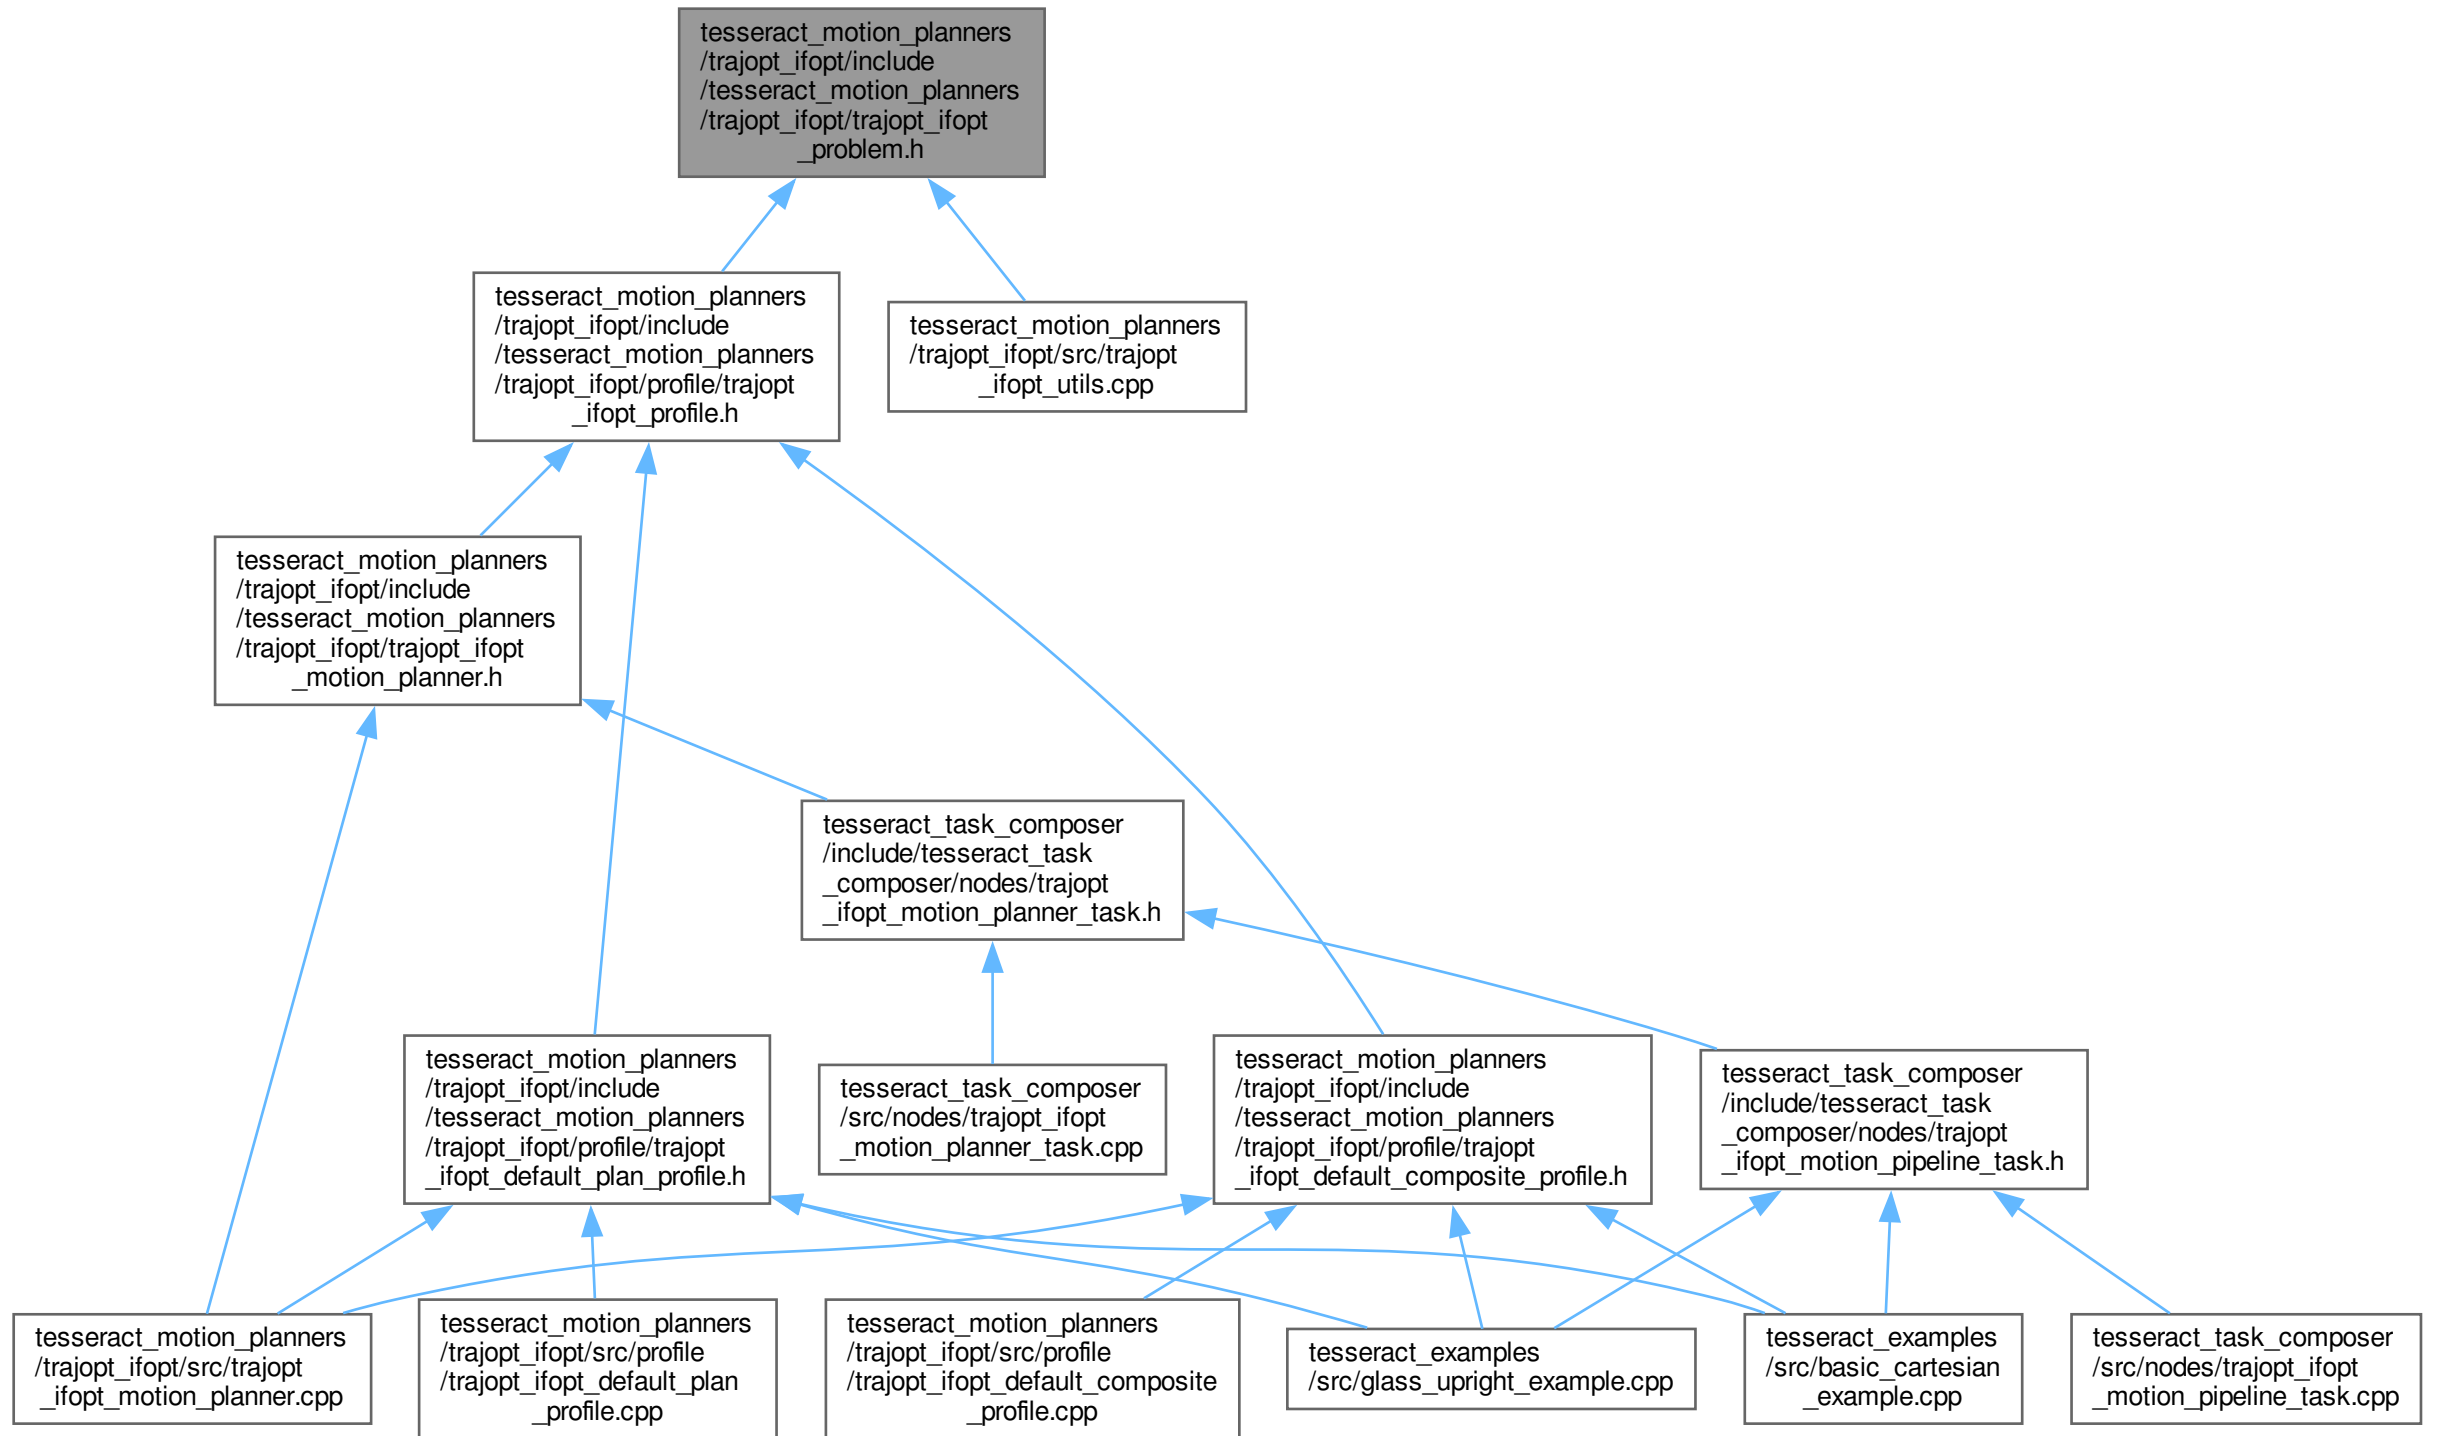 tesseract_motion_planners
/trajopt_ifopt/include
/tesseract_motion_planners
/trajopt_ifopt/trajopt_ifopt
_problem.h
tesseract_motion_planners
/trajopt_ifopt/include
/tesseract_motion_planners
/trajopt_ifopt/profile/trajopt
_ifopt_profile.h
tesseract_motion_planners
/trajopt_ifopt/src/trajopt
_ifopt_utils.cpp
tesseract_motion_planners
/trajopt_ifopt/include
/tesseract_motion_planners
/trajopt_ifopt/trajopt_ifopt
_motion_planner.h
tesseract_task_composer
/include/tesseract_task
_composer/nodes/trajopt
_ifopt_motion_planner_task.h
tesseract_motion_planners
/trajopt_ifopt/include
/tesseract_motion_planners
/trajopt_ifopt/profile/trajopt
_ifopt_default_plan_profile.h
tesseract_task_composer
/src/nodes/trajopt_ifopt
_motion_planner_task.cpp
tesseract_motion_planners
/trajopt_ifopt/include
/tesseract_motion_planners
/trajopt_ifopt/profile/trajopt
_ifopt_default_composite_profile.h
tesseract_task_composer
/include/tesseract_task
_composer/nodes/trajopt
_ifopt_motion_pipeline_task.h
tesseract_motion_planners
/trajopt_ifopt/src/trajopt
_ifopt_motion_planner.cpp
tesseract_motion_planners
/trajopt_ifopt/src/profile
/trajopt_ifopt_default_plan
_profile.cpp
tesseract_motion_planners
/trajopt_ifopt/src/profile
/trajopt_ifopt_default_composite
_profile.cpp
tesseract_examples
/src/glass_upright_example.cpp
tesseract_examples
/src/basic_cartesian
_example.cpp
tesseract_task_composer
/src/nodes/trajopt_ifopt
_motion_pipeline_task.cpp